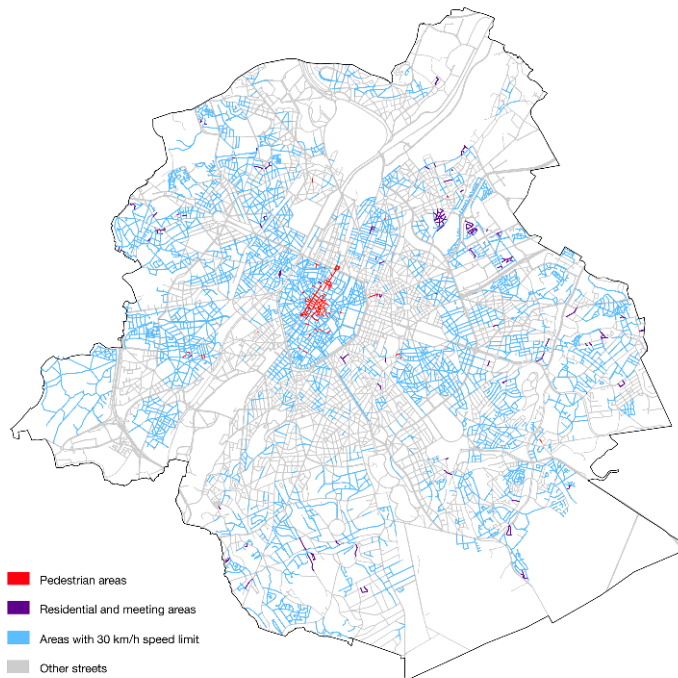 Pedestrian areas
Residential and meeting areas
Areas with 30 km/h speed limit
Other streets